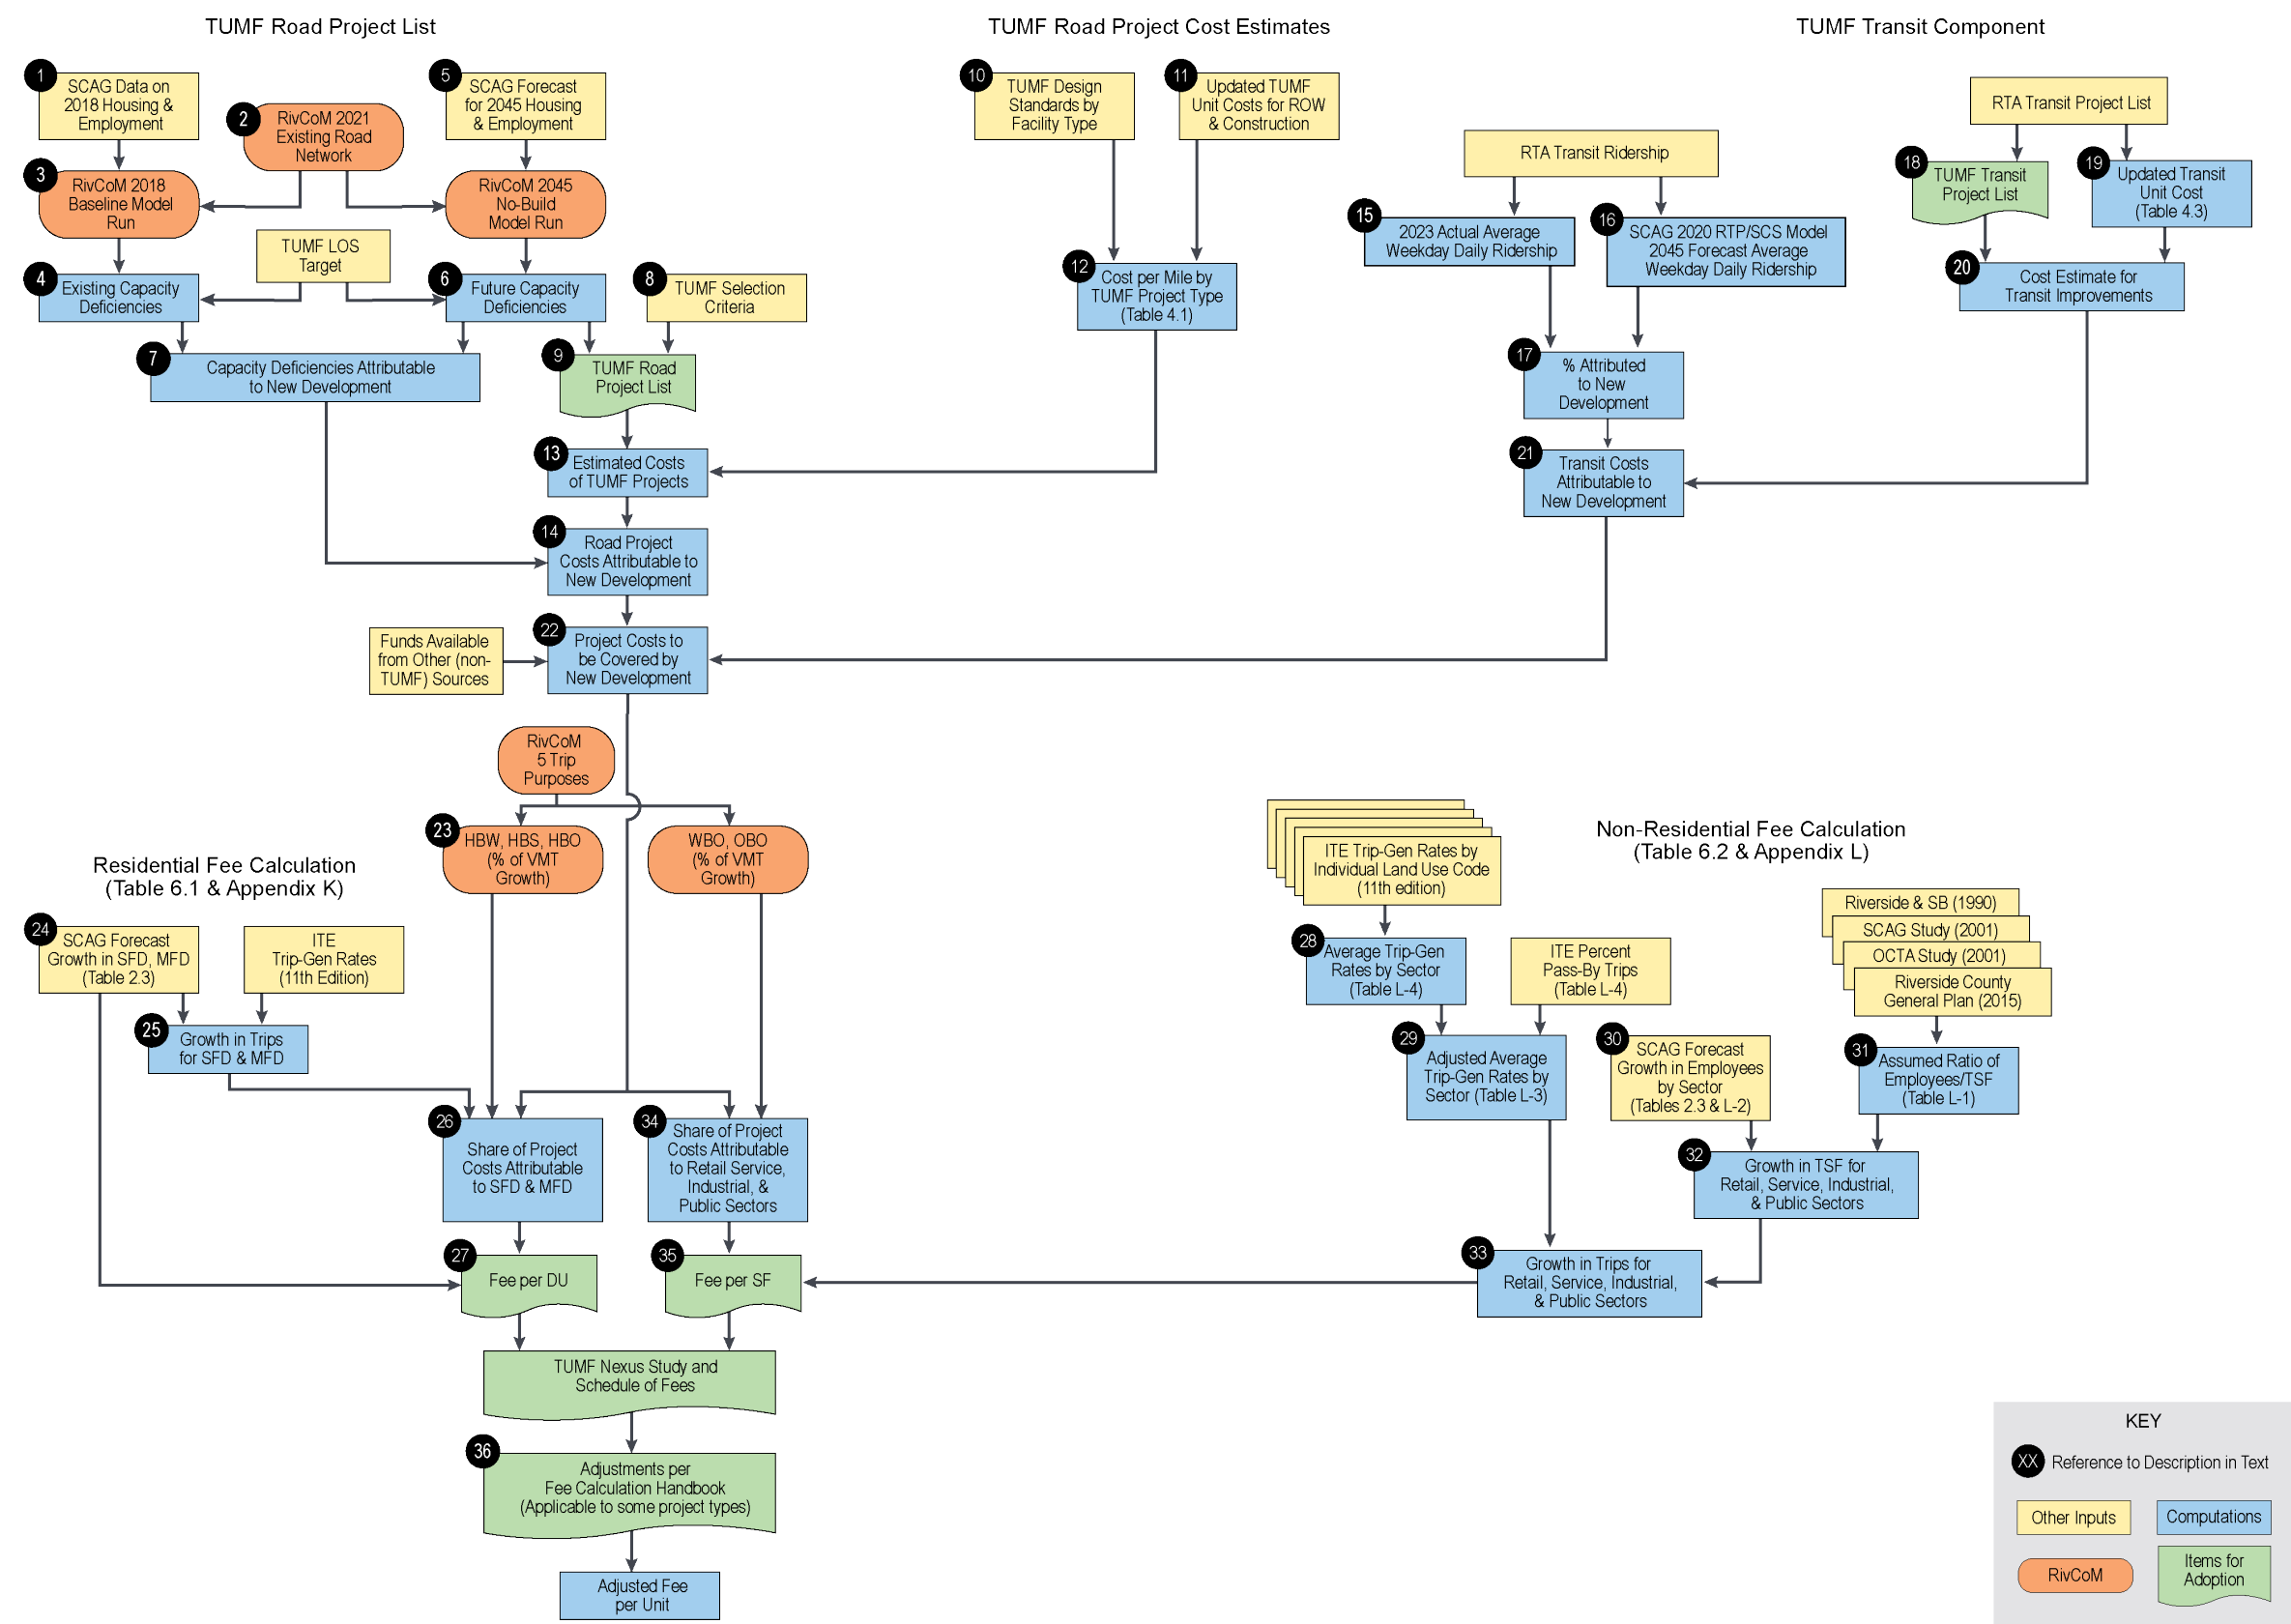 TUMF Road Project List
TUMF Road Project Cost Estimates
TUMF Transit Component
1
SCAG Data on
2018 Housing &
Employment
2
RivCoM 2021
Existing Road
Network
5
SCAG Forecast
for 2045 Housing
& Employment
3
RivCoM 2018
Baseline Model
Run
RivCoM 2045
No-Build
Model Run
TUMF LOS
Target
4
Existing Capacity
Deficiencies
6
Future Capacity
Deficiencies
8
TUMF Selection
Criteria
7
Capacity Deficiencies Attributable
to New Development
9
TUMF Road
Project List
10
TUMF Design
Standards by
Facility Type
11
Updated TUMF
Unit Costs for ROW
& Construction
12
Cost per Mile by
TUMF Project Type
(Table 4.1)
13
Estimated Costs
of TUMF Projects
14
Road Project
Costs Attributable to
New Development
RTA Transit Ridership
15
2023 Actual Average
Weekday Daily Ridership
16
SCAG 2020 RTP/SCS Model
2045 Forecast Average
Weekday Daily Ridership
17
% Attributed
to New
Development
RTA Transit Project List
18
TUMF Transit
Project List
19
Updated Transit
Unit Cost
(Table 4.3)
20
Cost Estimate for
Transit Improvements
21
Transit Costs
Attributable to
New Development
Funds Available
from Other (non-
TUMF) Sources
22
Project Costs to
be Covered by
New Development
RivCoM
5 Trip
Purposes
23
HBW, HBS, HBO
(% of VMT
Growth)
WBO, OBO
(% of VMT
Growth)
Residential Fee Calculation
(Table 6.1 & Appendix K)
24
SCAG Forecast
Growth in SFD, MFD
(Table 2.3)
ITE
Trip-Gen Rates
(11th Edition)
25
Growth in Trips
for SFD & MFD
26
Share of Project
Costs Attributable
to SFD & MFD
34
Share of Project
Costs Attributable
to Retail Service,
Industrial, &
Public Sectors
27
Fee per DU
35
Fee per SF
Non-Residential Fee Calculation
(Table 6.2 & Appendix L)
ITE Trip-Gen Rates by
Individual Land Use Code
(11th edition)
28
Average Trip-Gen
Rates by Sector
(Table L-4)
ITE Percent
Pass-By Trips
(Table L-4)
Riverside & SB (1990)
SCAG Study (2001)
OCTA Study (2001)
Riverside County
General Plan (2015)
29
Adjusted Average
Trip-Gen Rates by
Sector (Table L-3)
30
SCAG Forecast
Growth in Employees
by Sector
(Tables 2.3 & L-2)
31
Assumed Ratio of
Employees/TSF
(Table L-1)
32
Growth in TSF for
Retail, Service, Industrial,
& Public Sectors
33
Growth in Trips for
Retail, Service, Industrial,
& Public Sectors
TUMF Nexus Study and
Schedule of Fees
36
Adjustments per
Fee Calculation Handbook
(Applicable to some project types)
Adjusted Fee
per Unit
KEY
XX
Reference to Description in Text
Other Inputs
Computations
RivCoM
Items for
Adoption